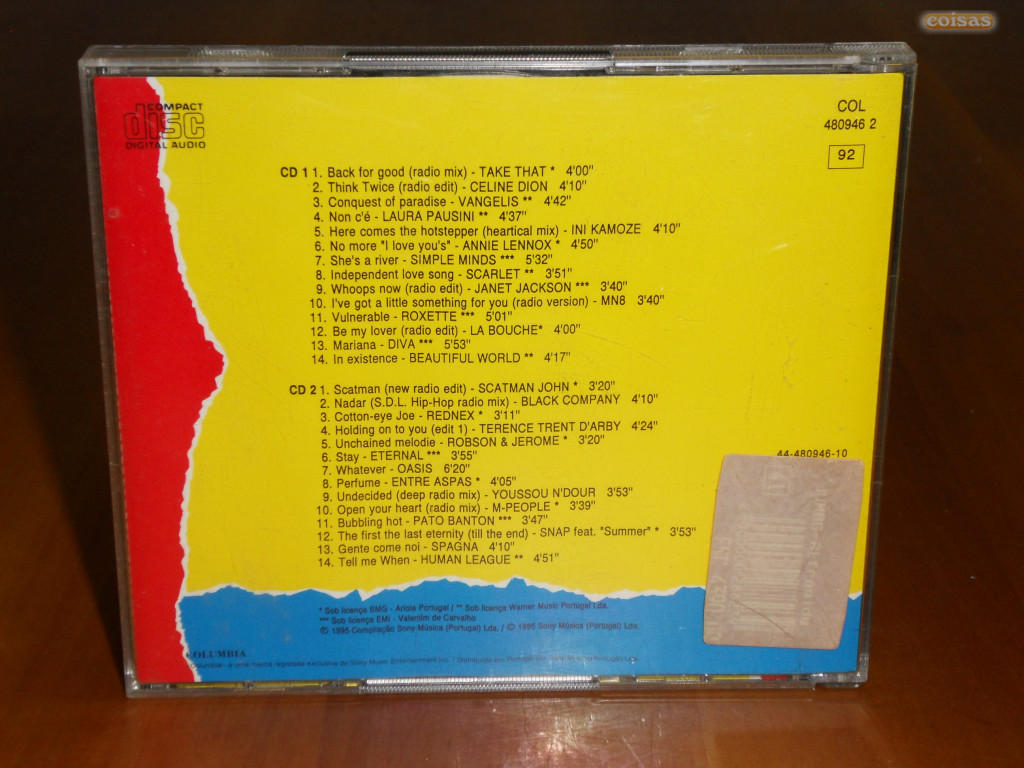 coisas
COMPACT
disc
DIGITAL AUDIO
COL
480946 2
92
CD 1 1. Back for good (radio mix) - TAKE THAT * 4'00"
2. Think Twice (radio edit) - CELINE DION 4'10"
3. Conquest of paradise - VANGELIS ** 4'42"
4. Non c'é - LAURA PAUSINI ** 4'37"
5. Here comes the hotstepper (heartical mix) - INI KAMOZE 4'10"
6. No more "I love you's" - ANNIE LENNOX * 4'50"
7. She's a river - SIMPLE MINDS *** 5'32"
8. Independent love song - SCARLET ** 3'51"
9. Whoops now (radio edit) - JANET JACKSON *** 3'40"
10. I've got a little something for you (radio version) - MN8 3'40"
11. Vulnerable - ROXETTE *** 5'01"
12. Be my lover (radio edit) - LA BOUCHE* 4'00"
13. Mariana - DIVA *** 5'53"
14. In existence - BEAUTIFUL WORLD ** 4'17"
CD 2 1. Scatman (new radio edit) - SCATMAN JOHN * 3'20"
2. Nadar (S.D.L. Hip-Hop radio mix) - BLACK COMPANY 4'10"
3. Cotton-eye Joe - REDNEX * 3'11"
4. Holding on to you (edit 1) - TERENCE TRENT D'ARBY 4'24"
5. Unchained melodie - ROBSON & JEROME * 3'20"
6. Stay - ETERNAL *** 3'55"
7. Whatever - OASIS 6'20"
8. Perfume - ENTRE ASPAS * 4'05"
9. Undecided (deep radio mix) - YOUSSOU N'DOUR 3'53"
10. Open your heart (radio mix) - M-PEOPLE * 3'39"
11. Bubbling hot - PATO BANTON *** 3'47"
12. The first the last eternity (till the end) - SNAP feat. "Summer" * 3'53"
13. Gente come noi - SPAGNA 4'10"
14. Tell me When - HUMAN LEAGUE ** 4'51"
44-480946-10
* Sob licença BMG - Ariola Portugal / ** Sob licença Warner Music Portugal Lda.
*** Sob licença EMI - Valentim de Carvalho
℗ 1995 Compilação Sony Música (Portugal) Lda. / © 1995 Sony Música (Portugal) Lda.
COLUMBIA
Columbia - é uma marca registada exclusiva de Sony Music Entertainment Inc. / Distribuído em Portugal por